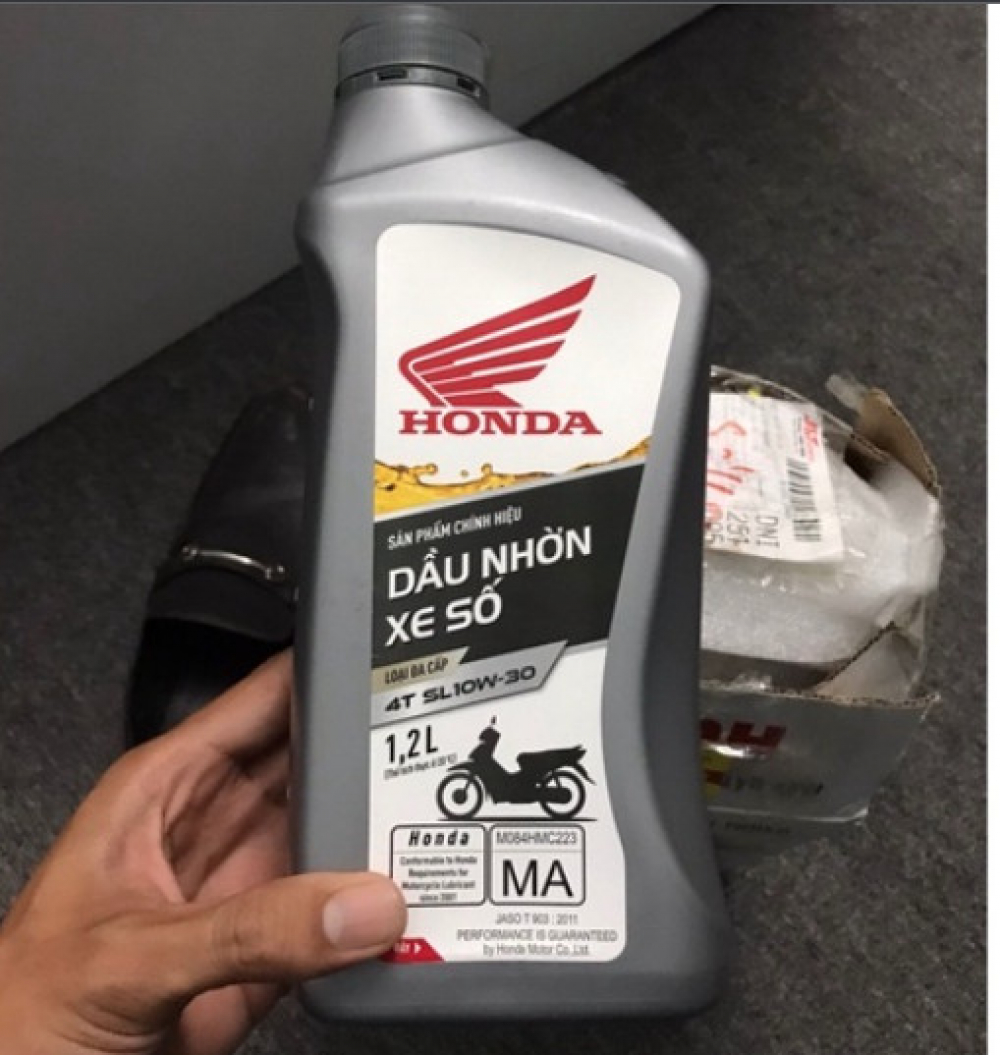 HONDA
SẢN PHẨM CHÍNH HIỆU
DẦU NHỜN
XE SỐ
LOẠI ĐA CẤP
4T SL10W-30
1,2L
Honda
Conformable to Honda
Requirements for
Motorcycle Lubricant
since 2001
M084HMC223
MA
JASO T 903 : 2011
PERFORMANCE IS GUARANTEED
by Honda Motor Co.,Ltd.
DNI